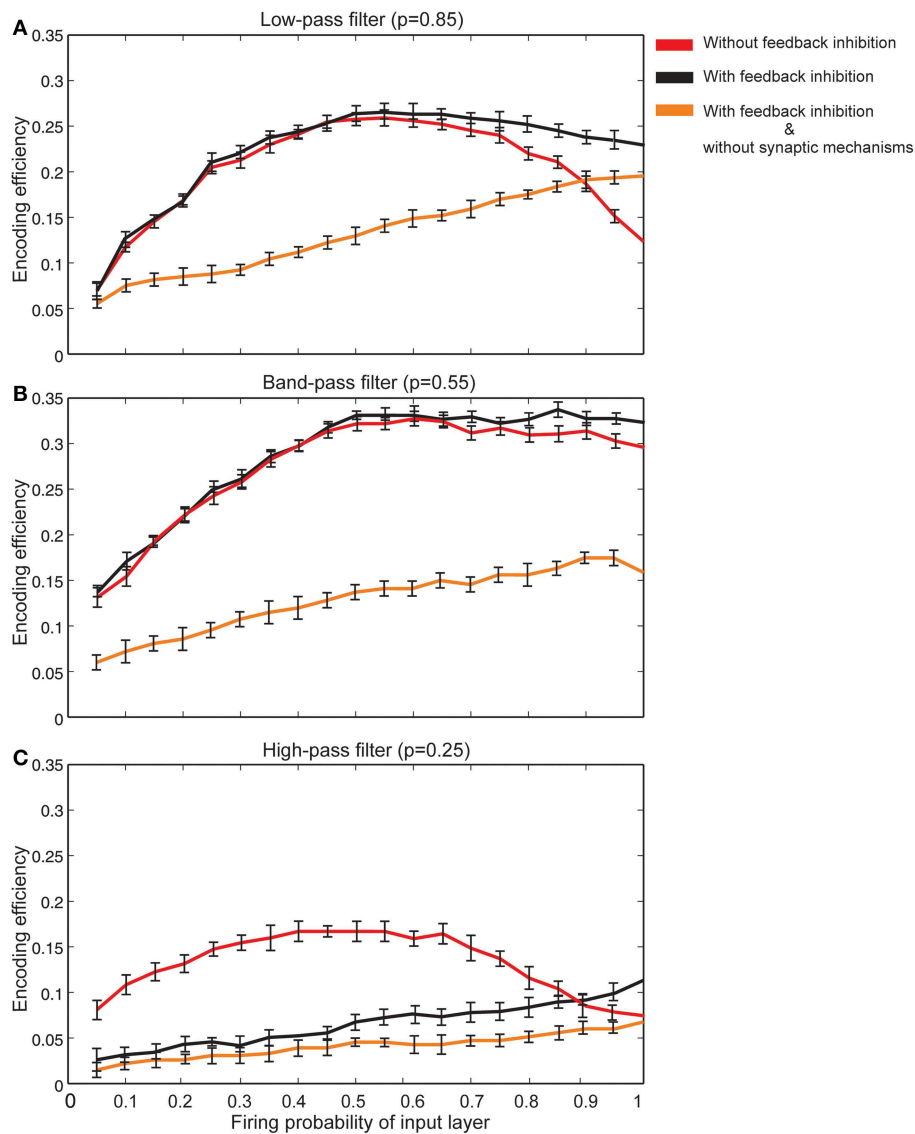 A
Low-pass filter (p=0.85)
0.35
0.3
0.25
0.2
0.15
0.1
0.05
0
Encoding efficiency
Without feedback inhibition
With feedback inhibition
With feedback inhibition
&
without synaptic mechanisms
B
Band-pass filter (p=0.55)
0.35
0.3
0.25
0.2
0.15
0.1
0.05
0
Encoding efficiency
C
High-pass filter (p=0.25)
0.35
0.3
0.25
0.2
0.15
0.1
0.05
0
Encoding efficiency
0 0.1 0.2 0.3 0.4 0.5 0.6 0.7 0.8 0.9 1
Firing probability of input layer